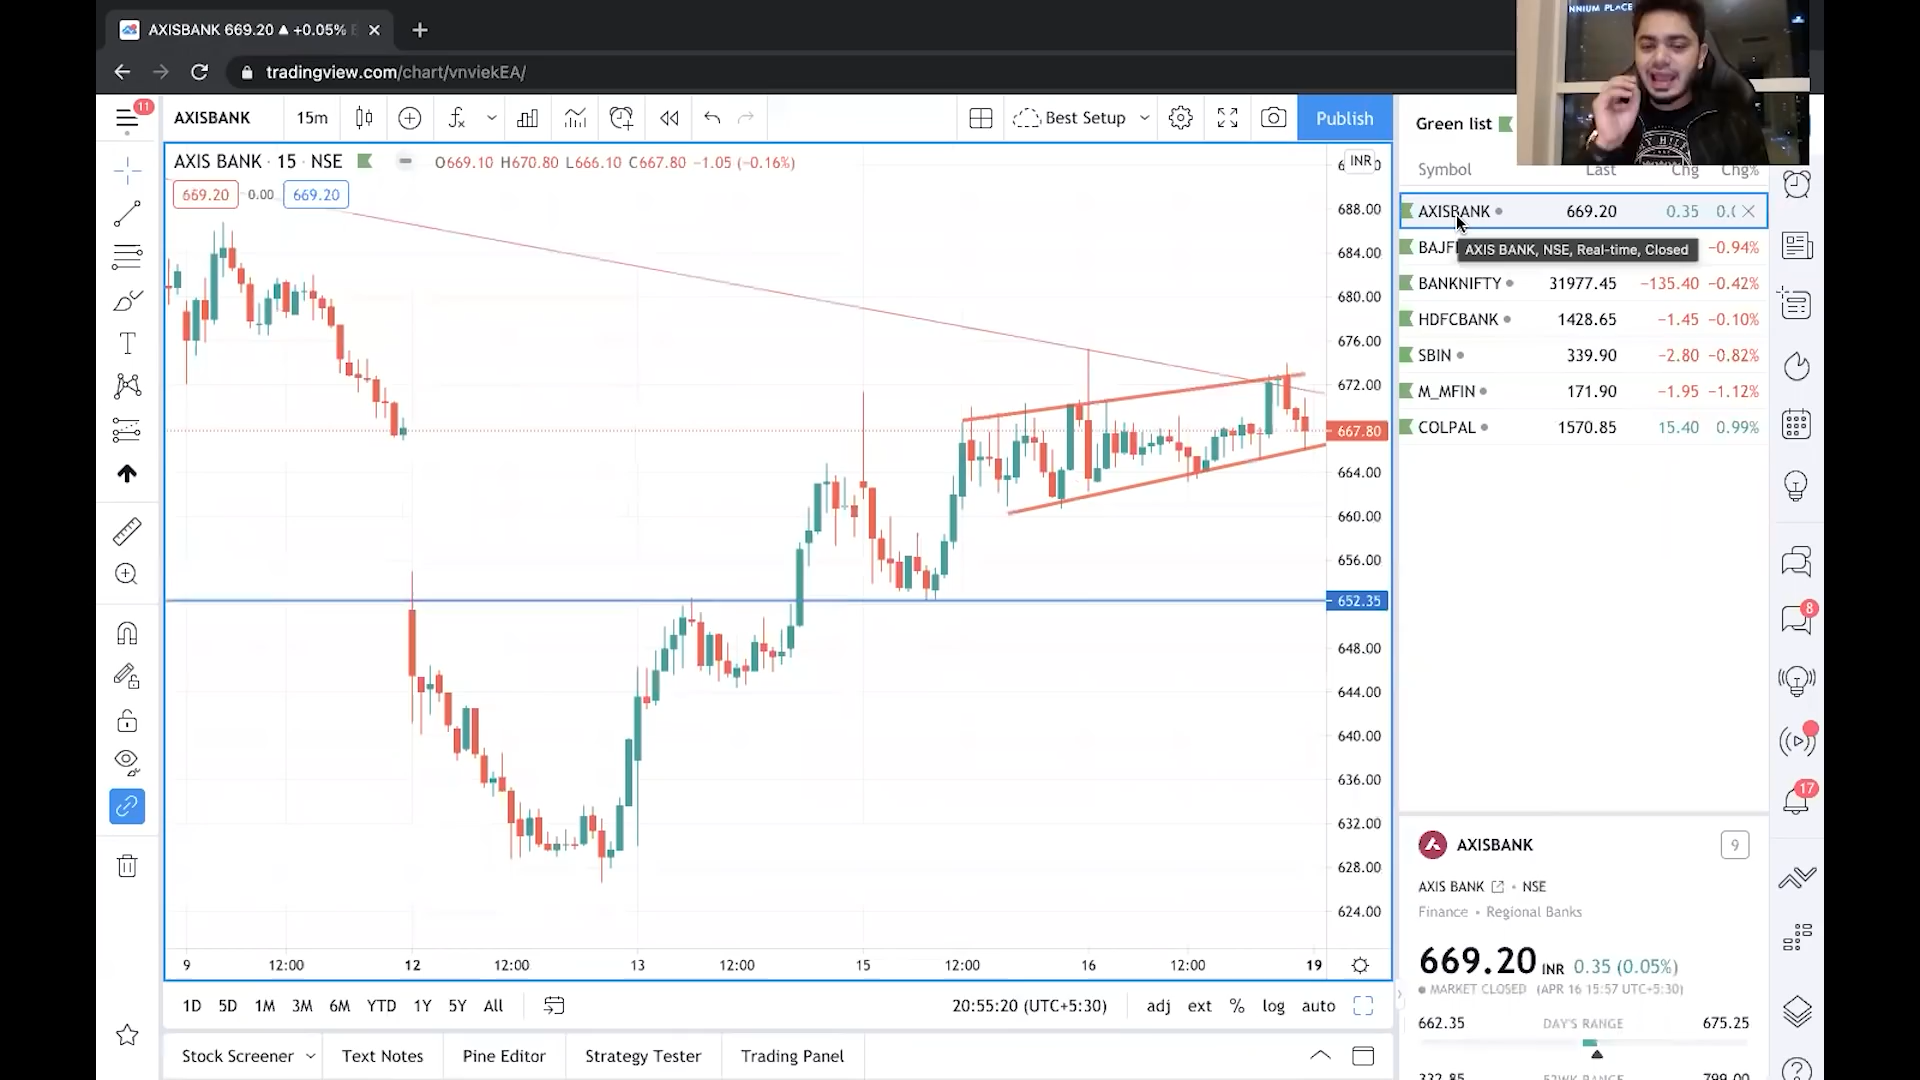 AXISBANK 669.20 ▲ +0.05%
tradingview.com/chart/vnviekEA/
NNIUM PLACE
11
AXISBANK 15m Best Setup Publish
Green list
AXIS BANK · 15 · NSE O669.10 H670.80 L666.10 C667.80 −1.05 (−0.16%)
INR
669.20 0.00 669.20
Symbol Last Chg Chg%
AXISBANK 669.20 0.35
AXIS BANK, NSE, Real-time, Closed
−0.94%
BANKNIFTY 31977.45 −135.40 −0.42%
HDFCBANK 1428.65 −1.45 −0.10%
SBIN 339.90 −2.80 −0.82%
M_MFIN 171.90 −1.95 −1.12%
COLPAL 1570.85 15.40 0.99%
688.00
684.00
680.00
676.00
672.00
667.80
664.00
660.00
656.00
652.35
648.00
644.00
640.00
636.00
632.00
628.00
624.00
8
17
9 12:00 12 12:00 13 12:00 15 12:00 16 12:00 19
1D 5D 1M 3M 6M YTD 1Y 5Y All 20:55:20 (UTC+5:30) adj ext % log auto
Stock Screener Text Notes Pine Editor Strategy Tester Trading Panel
AXISBANK 9
AXIS BANK · NSE
Finance • Regional Banks
669.20 INR 0.35 (0.05%)
● MARKET CLOSED (APR 16 15:57 UTC+5:30)
662.35 DAY'S RANGE 675.25
332.85 52WK RANGE 799.00